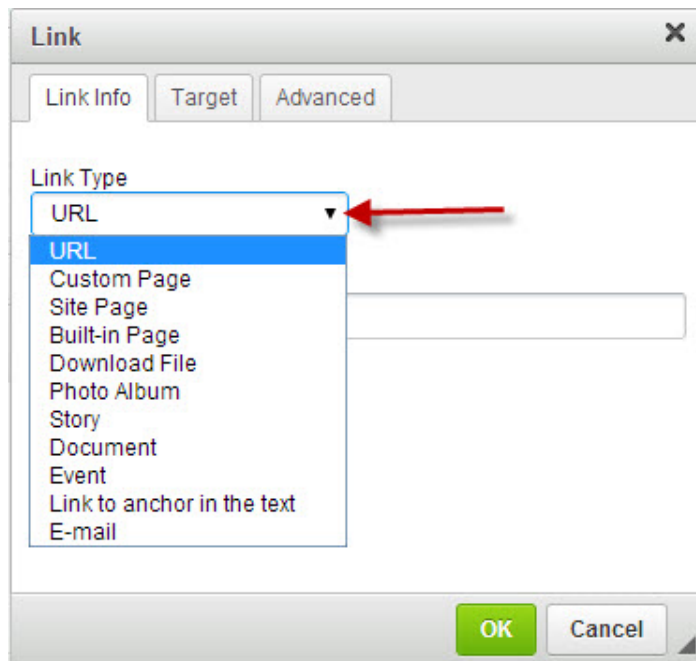 Link
Link Info Target Advanced
Link Type
URL
URL
Custom Page
Site Page
Built-in Page
Download File
Photo Album
Story
Document
Event
Link to anchor in the text
E-mail
OK Cancel